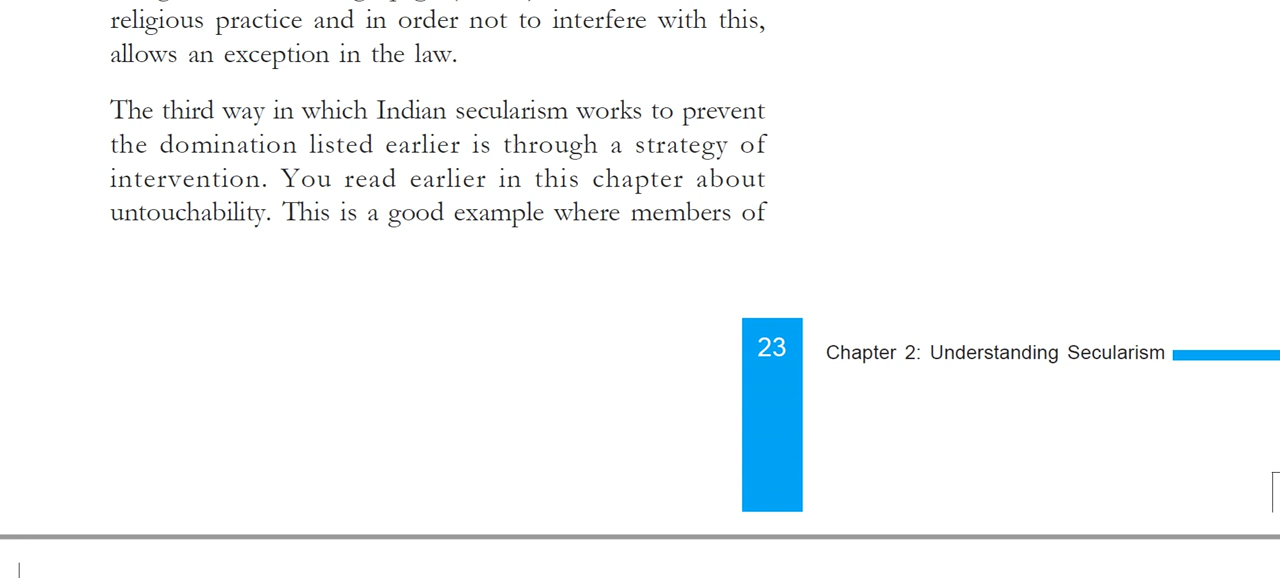 religious practice and in order not to interfere with this,
allows an exception in the law.
The third way in which Indian secularism works to prevent
the domination listed earlier is through a strategy of
intervention. You read earlier in this chapter about
untouchability. This is a good example where members of
23
Chapter 2: Understanding Secularism